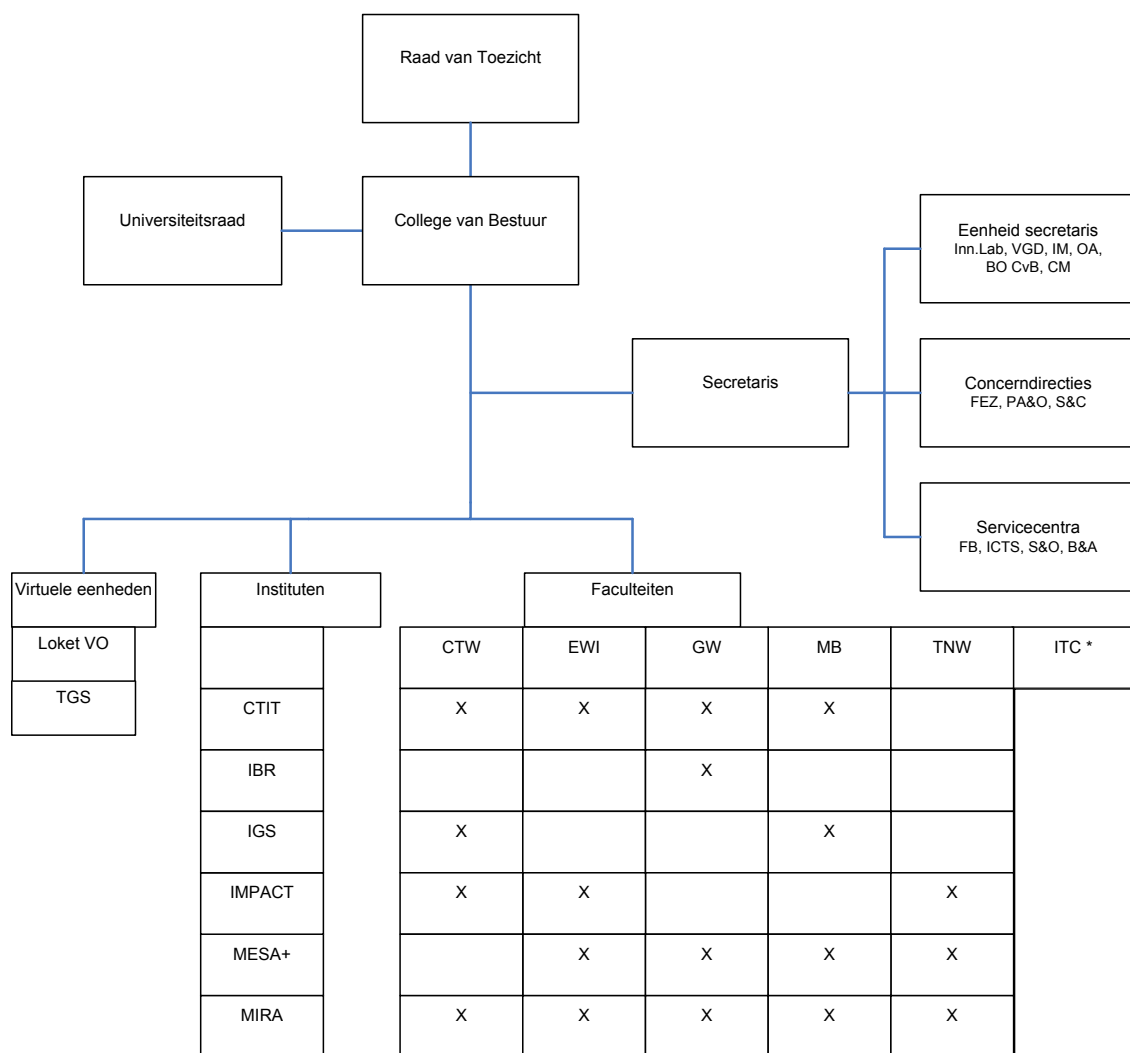 Raad van Toezicht
Universiteitsraad
College van Bestuur
Eenheid secretaris
Inn.Lab, VGD, IM, OA,
BO CvB, CM
Secretaris
Concerndirecties
FEZ, PA&O, S&C
Servicecentra
FB, ICTS, S&O, B&A
Virtuele eenheden
Instituten
Faculteiten
Loket VO
CTW EWI GW MB TNW ITC *
TGS
CTIT X X X X
IBR X
IGS X X
IMPACT X X X
MESA+ X X X X
MIRA X X X X X